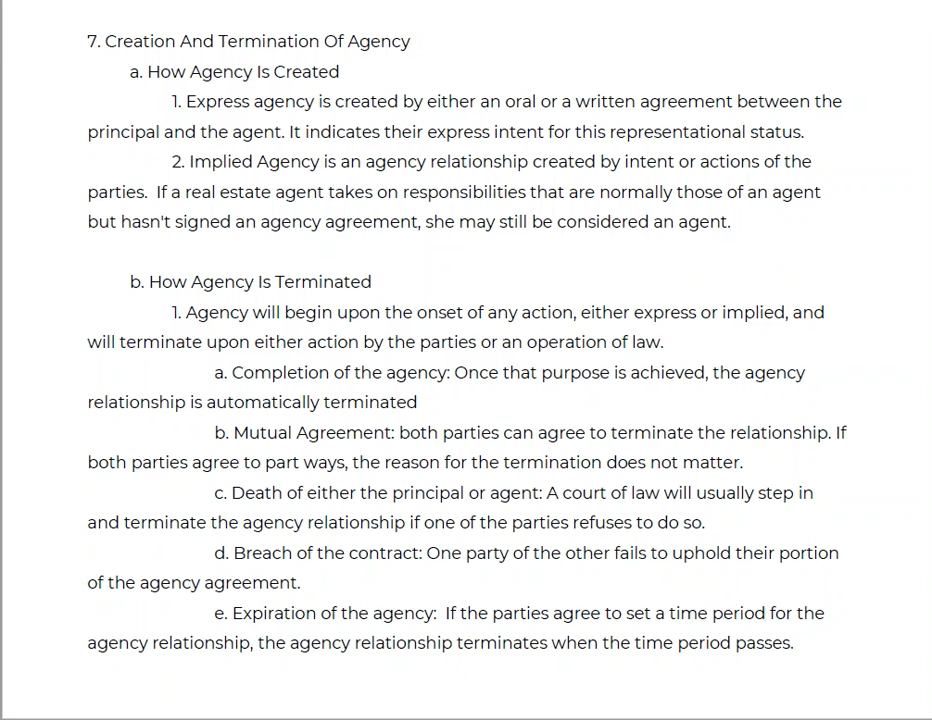 7. Creation And Termination Of Agency
a. How Agency Is Created
1. Express agency is created by either an oral or a written agreement between the
principal and the agent. It indicates their express intent for this representational status.
2. Implied Agency is an agency relationship created by intent or actions of the
parties.  If a real estate agent takes on responsibilities that are normally those of an agent
but hasn't signed an agency agreement, she may still be considered an agent.
b. How Agency Is Terminated
1. Agency will begin upon the onset of any action, either express or implied, and
will terminate upon either action by the parties or an operation of law.
a. Completion of the agency: Once that purpose is achieved, the agency
relationship is automatically terminated
b. Mutual Agreement: both parties can agree to terminate the relationship. If
both parties agree to part ways, the reason for the termination does not matter.
c. Death of either the principal or agent: A court of law will usually step in
and terminate the agency relationship if one of the parties refuses to do so.
d. Breach of the contract: One party of the other fails to uphold their portion
of the agency agreement.
e. Expiration of the agency:  If the parties agree to set a time period for the
agency relationship, the agency relationship terminates when the time period passes.